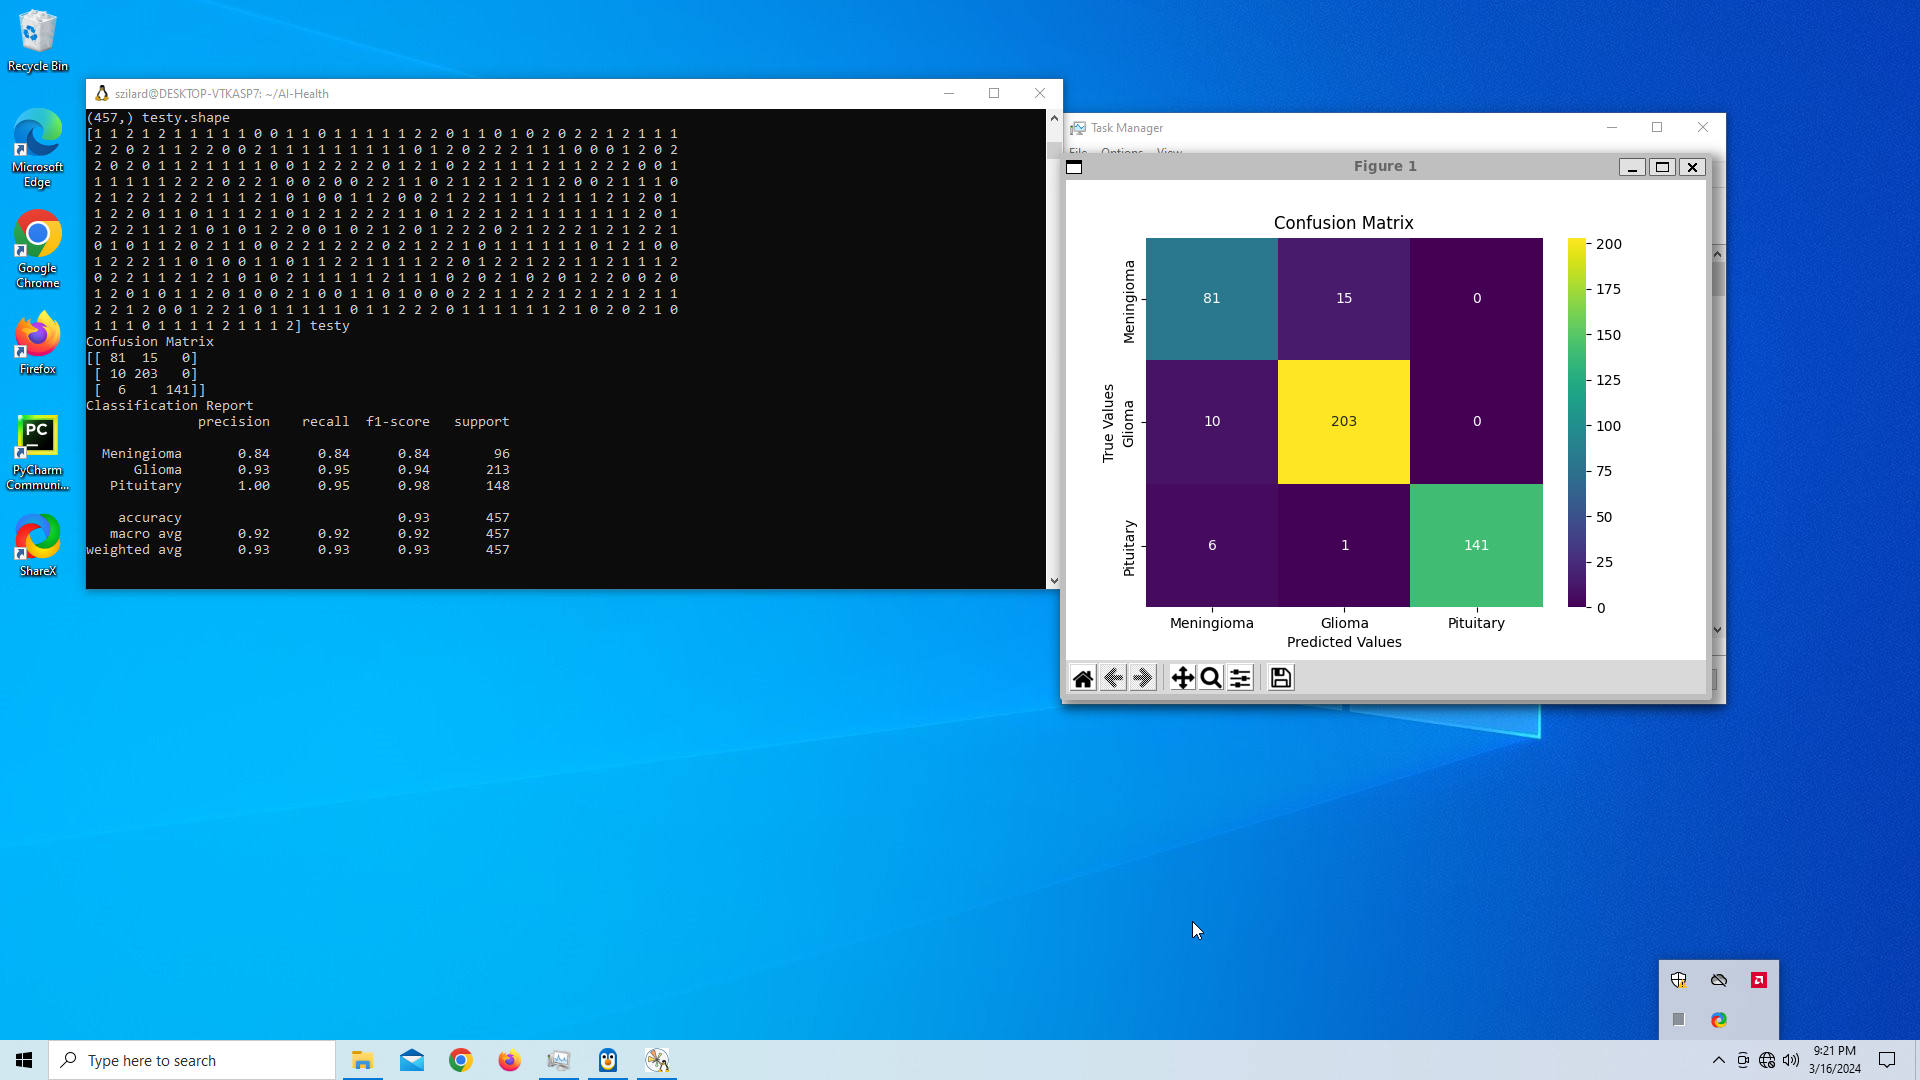 Recycle Bin
Microsoft
Edge
Google
Chrome
Firefox
PyCharm
Communi...
ShareX
szilard@DESKTOP-VTKASP7: ~/AI-Health
(457,) testy.shape
[1 1 2 1 2 1 1 1 1 1 0 0 1 1 0 1 1 1 1 1 2 2 0 1 1 0 1 0 2 0 2 2 1 2 1 1 1
2 2 0 2 1 1 2 2 0 0 2 1 1 1 1 1 1 1 1 1 0 1 2 0 2 2 2 1 1 1 0 0 0 1 2 0 2
2 0 2 0 1 1 2 1 1 1 1 0 0 1 2 2 2 2 0 1 2 1 0 2 2 1 1 1 2 1 1 2 2 2 0 0 1
1 1 1 1 1 2 2 2 0 2 2 1 0 0 2 0 0 2 2 1 1 0 2 1 2 1 2 1 1 2 0 0 2 1 1 1 0
2 1 2 2 2 1 2 2 1 1 2 1 0 1 0 0 1 1 2 0 0 2 1 2 2 1 1 1 2 1 1 1 2 1 2 0 1
1 2 2 0 1 1 0 1 1 1 2 1 0 1 2 1 2 2 2 1 1 0 1 2 2 1 2 1 1 1 1 1 1 1 2 0 1
2 2 2 1 1 2 1 0 1 0 1 2 2 0 0 1 0 2 1 2 0 1 2 2 2 2 0 2 2 2 1 2 1 2 2 2 1
0 1 0 1 1 2 0 2 1 1 0 0 2 2 1 2 2 2 0 2 1 2 2 1 0 1 1 1 1 1 1 0 1 2 1 0 0
1 2 2 2 1 1 0 1 0 0 1 1 0 1 1 2 2 1 1 1 1 2 2 0 1 2 2 1 2 2 1 1 2 1 1 1 2
0 2 2 1 1 2 1 2 1 0 1 0 2 1 1 1 1 1 2 1 1 1 0 2 0 2 1 0 2 0 1 2 2 0 0 2 0
1 2 0 1 0 1 1 2 0 1 0 0 2 1 0 0 1 1 0 1 0 0 0 2 2 1 1 2 2 1 2 1 2 1 2 1 1
2 2 1 2 0 0 1 2 2 1 0 1 1 1 1 1 0 1 1 2 2 2 0 1 1 1 1 1 1 2 1 0 2 0 2 1 0
1 1 1 0 1 1 1 1 2 1 1 1 2] testy
Confusion Matrix
[[ 81 15 0]
[ 10 203 0]
[ 6 1 141]]
Classification Report
precision recall f1-score support
Meningioma 0.84 0.84 0.84 96
Glioma 0.93 0.95 0.94 213
Pituitary 1.00 0.95 0.98 148
accuracy 0.93 457
macro avg 0.92 0.92 0.92 457
weighted avg 0.93 0.93 0.93 457
Task Manager
File Options View
Figure 1
Confusion Matrix
True Values
Meningioma
Glioma
Pituitary
81 15 0
10 203 0
6 1 141
Meningioma Glioma Pituitary
Predicted Values
200
175
150
125
100
75
50
25
0
PC
Type here to search
9:21 PM
3/16/2024